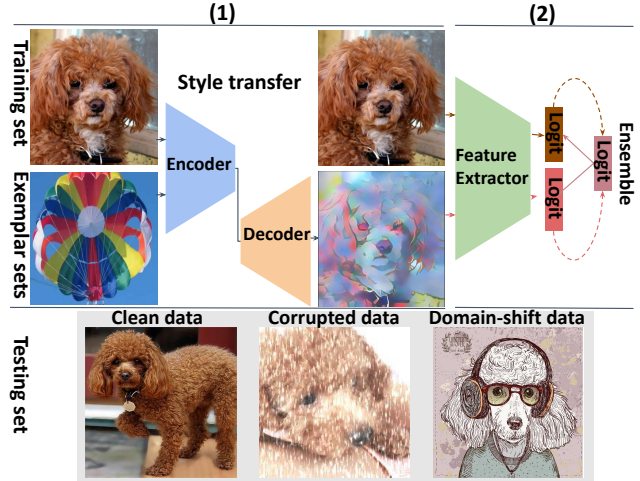 (1)
(2)
Training set
Style transfer
Encoder
Decoder
Exemplar sets
Feature
Extractor
Logit
Logit
Logit
Ensemble
Clean data
Corrupted data
Domain-shift data
Testing set